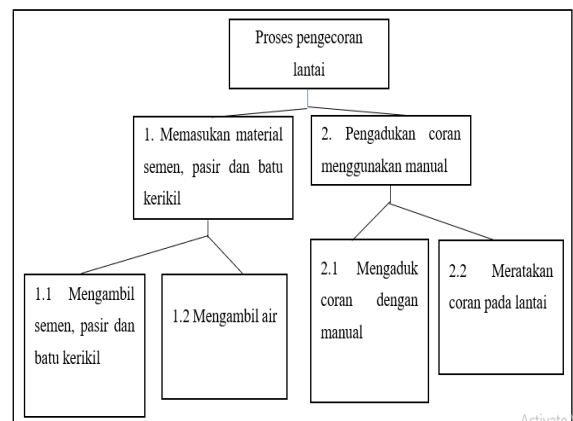 Proses pengecoran
lantai
1. Memasukan material
semen, pasir dan batu
kerikil
2. Pengadukan coran
menggunakan manual
1.1 Mengambil
semen, pasir dan
batu kerikil
1.2 Mengambil air
2.1 Mengaduk
coran dengan
manual
2.2 Meratakan
coran pada lantai
Activate